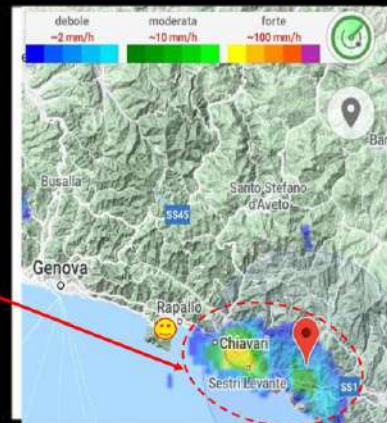 debole moderata forte
~2 mm/h ~10 mm/h ~100 mm/h
Busalla
Santo Stefano
d'Aveto
SS45
Genova
Rapallo
Chiavari
Sestri Levante
SS1